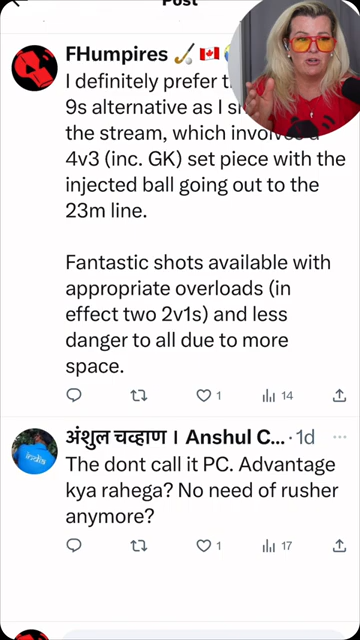 Post
FHumpires
I definitely prefer
9s alternative as I
the stream, which involves a
4v3 (inc. GK) set piece with the
injected ball going out to the
23m line.
Fantastic shots available with
appropriate overloads (in
effect two 2v1s) and less
danger to all due to more
space.
1
14
अंशुल चव्हाण । Anshul C... · 1d
The dont call it PC. Advantage
kya rahega? No need of rusher
anymore?
1
17